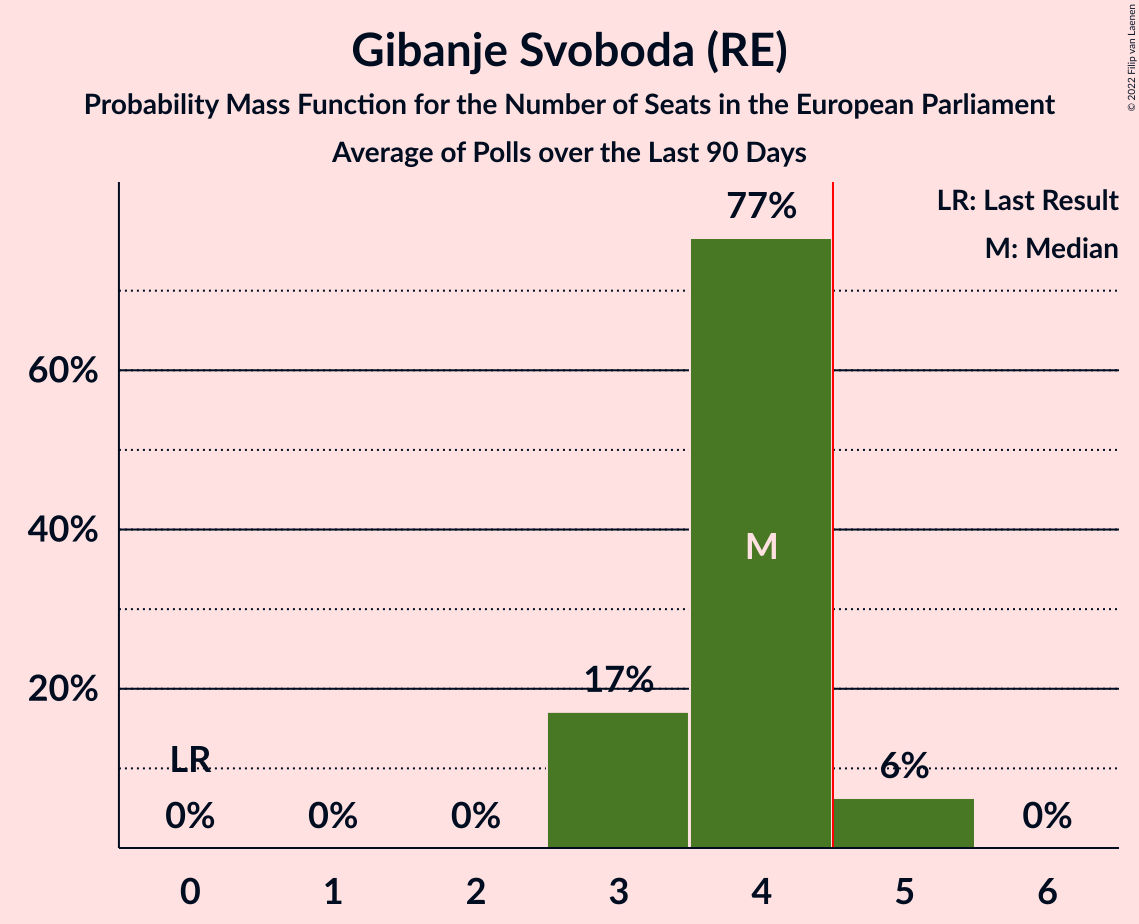 Gibanje Svoboda (RE)
Probability Mass Function for the Number of Seats in the European Parliament
Average of Polls over the Last 90 Days
© 2022 Filip van Laenen
LR: Last Result
M: Median
77%
60%
40%
M
20%
17%
LR
6%
0%
0%
0%
0%
0
1
2
3
4
5
6